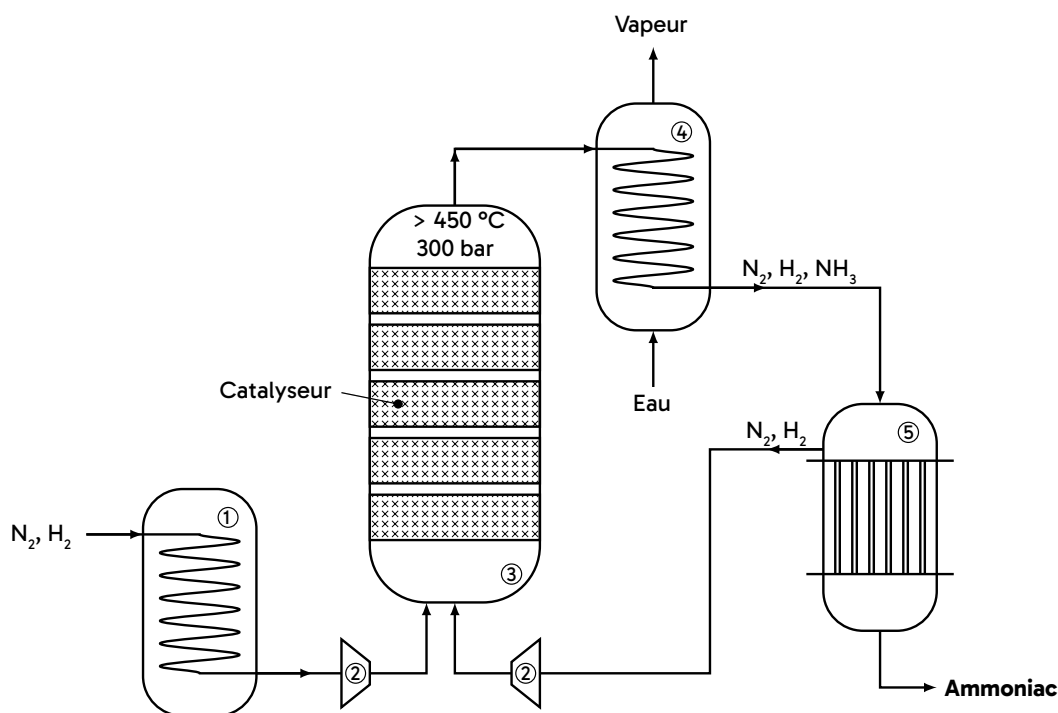 Vapeur
④
> 450 °C
300 bar
N₂, H₂, NH₃
Catalyseur
Eau
N₂, H₂
⑤
①
N₂, H₂
③
②
②
Ammoniac